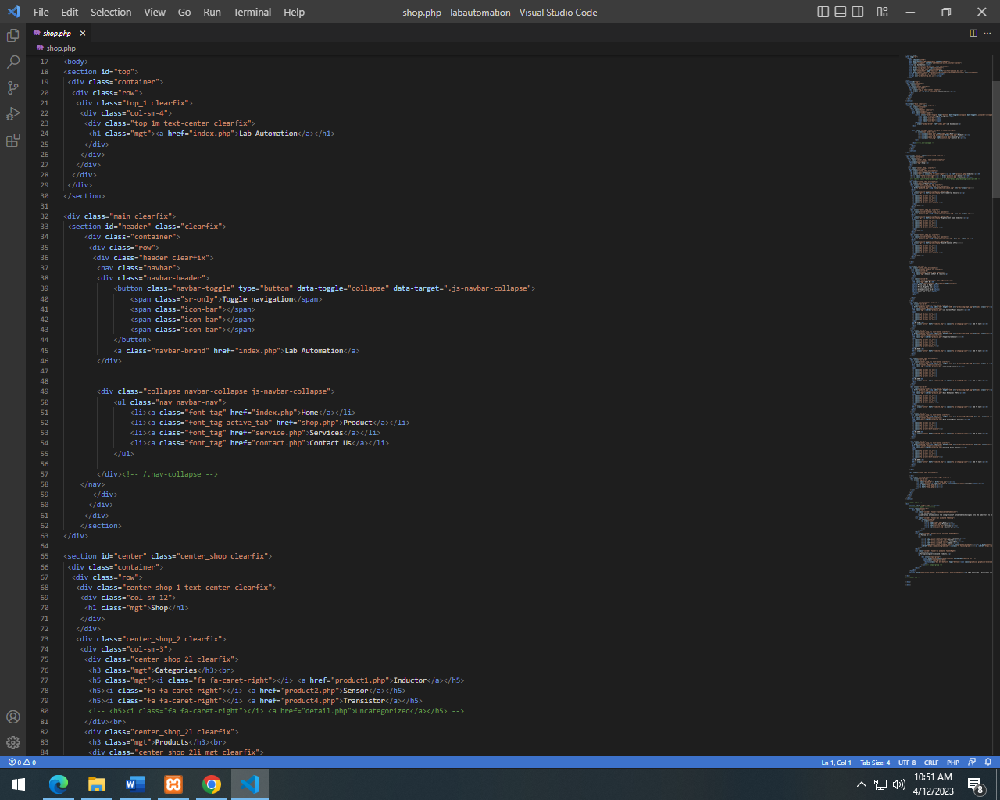 File Edit Selection View Go Run Terminal Help shop.php - labautomation - Visual Studio Code
shop.php
shop.php
17 <body>
18 <section id="top">
19 <div class="container">
20 <div class="row">
21 <div class="top_1 clearfix">
22 <div class="col-sm-4">
23 <div class="top_1m text-center clearfix">
24 <h1 class="mgt"><a href="index.php">Lab Automation</a></h1>
25 </div>
26 </div>
27 </div>
28 </div>
29 </div>
30 </section>
31
32 <div class="main clearfix">
33 <section id="header" class="clearfix">
34 <div class="container">
35 <div class="row">
36 <div class="haeder clearfix">
37 <nav class="navbar">
38 <div class="navbar-header">
39 <button class="navbar-toggle" type="button" data-toggle="collapse" data-target=".js-navbar-collapse">
40 <span class="sr-only">Toggle navigation</span>
41 <span class="icon-bar"></span>
42 <span class="icon-bar"></span>
43 <span class="icon-bar"></span>
44 </button>
45 <a class="navbar-brand" href="index.php">Lab Automation</a>
46 </div>
47
48
49 <div class="collapse navbar-collapse js-navbar-collapse">
50 <ul class="nav navbar-nav">
51 <li><a class="font_tag" href="index.php">Home</a></li>
52 <li><a class="font_tag active_tab" href="shop.php">Product</a></li>
53 <li><a class="font_tag" href="service.php">Services</a></li>
54 <li><a class="font_tag" href="contact.php">Contact Us</a></li>
55 </ul>
56
57 </div><!-- /.nav-collapse -->
58 </nav>
59 </div>
60 </div>
61 </div>
62 </section>
63 </div>
64
65 <section id="center" class="center_shop clearfix">
66 <div class="container">
67 <div class="row">
68 <div class="center_shop_1 text-center clearfix">
69 <div class="col-sm-12">
70 <h1 class="mgt">Shop</h1>
71 </div>
72 </div>
73 <div class="center_shop_2 clearfix">
74 <div class="col-sm-3">
75 <div class="center_shop_2l clearfix">
76 <h3 class="mgt">Categories</h3><br>
77 <h5 class="mgt"><i class="fa fa-caret-right"></i> <a href="product1.php">Inductor</a></h5>
78 <h5><i class="fa fa-caret-right"></i> <a href="product2.php">Sensor</a></h5>
79 <h5><i class="fa fa-caret-right"></i> <a href="product4.php">Transistor</a></h5>
80 <!-- <h5><i class="fa fa-caret-right"></i> <a href="detail.php">Uncategorized</a></h5> -->
81 </div><br>
82 <div class="center_shop_2l clearfix">
83 <h3 class="mgt">Products</h3><br>
84 <div class="center_shop_2li mgt clearfix">
0 0 Ln 1, Col 1 Tab Size: 4 UTF-8 CRLF PHP
10:51 AM
4/12/2023
8